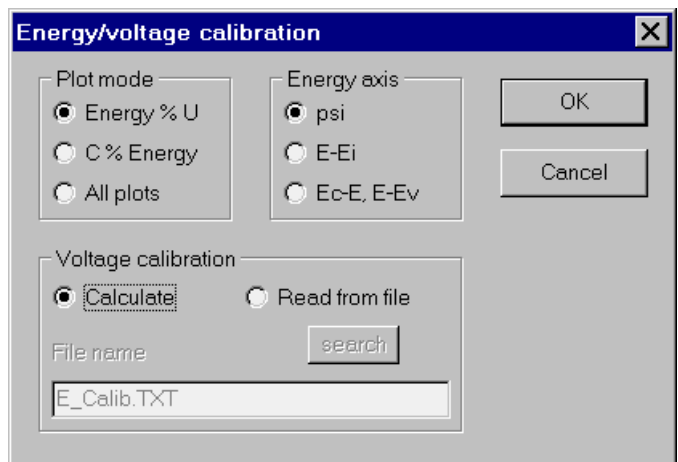 Energy/voltage calibration
Plot mode
Energy % U
C % Energy
All plots
Energy axis
psi
E-Ei
Ec-E, E-Ev
OK
Cancel
Voltage calibration
Calculate
Read from file
File name
search
E_Calib.TXT